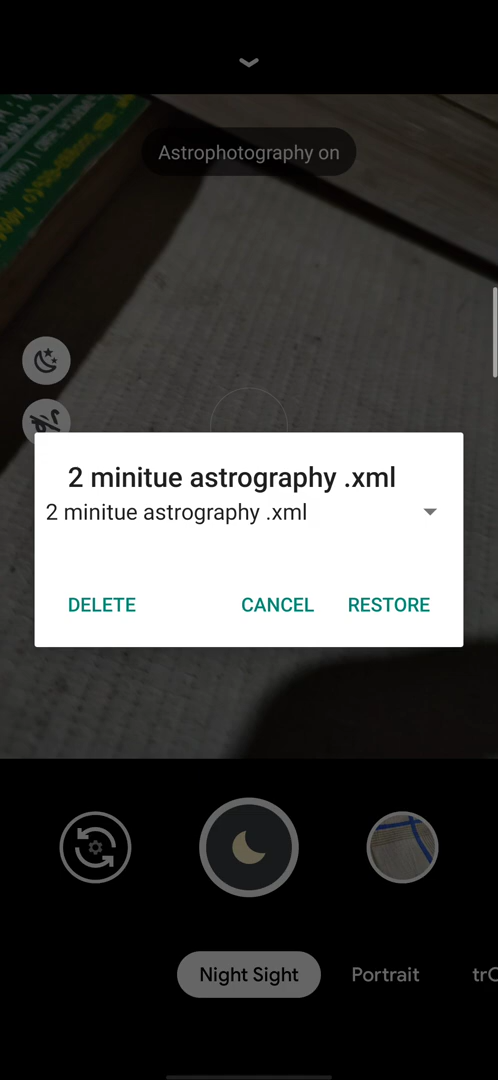 Astrophotography on
2 minitue astrography .xml
2 minitue astrography .xml
DELETE
CANCEL
RESTORE
Night Sight
Portrait